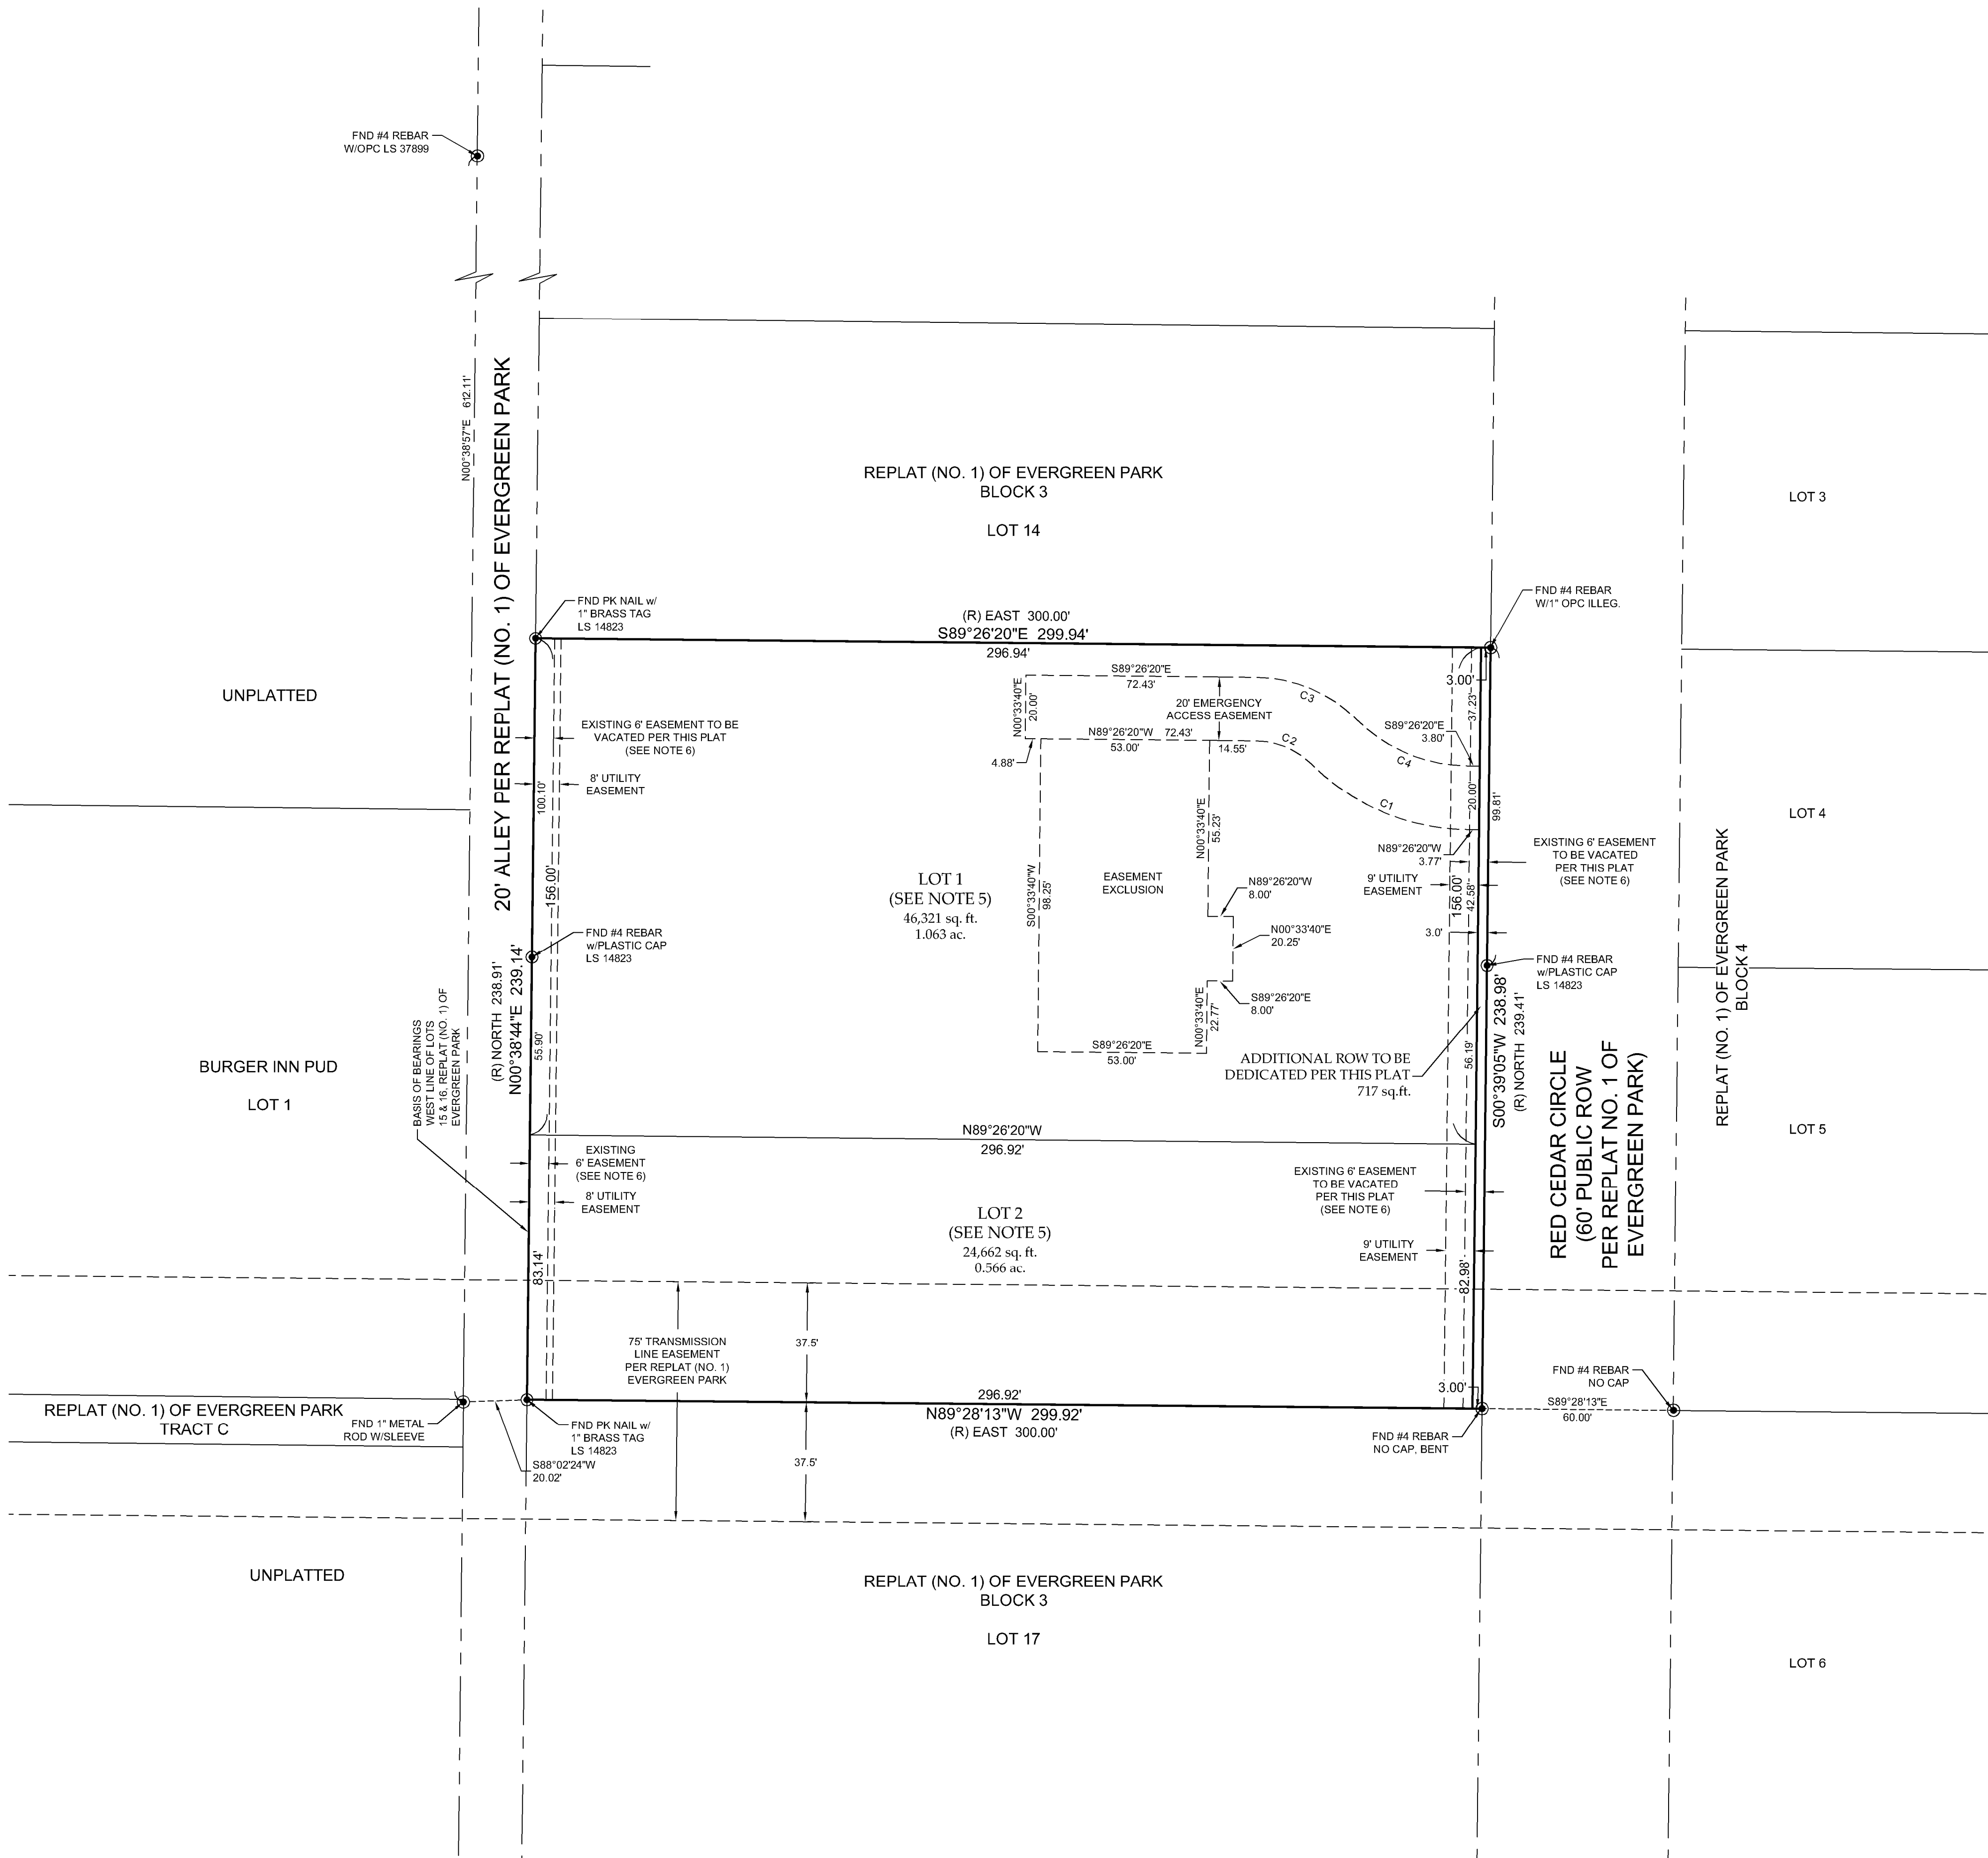 FND #4 REBAR
W/OPC LS 37899
N00°38'57"E 612.11'
20' ALLEY PER REPLAT (NO. 1) OF EVERGREEN PARK
REPLAT (NO. 1) OF EVERGREEN PARK
BLOCK 3
LOT 14
LOT 3
FND PK NAIL w/
1" BRASS TAG
LS 14823
(R) EAST 300.00'
S89°26'20"E 299.94'
296.94'
FND #4 REBAR
W/1" OPC ILLEG.
UNPLATTED
EXISTING 6' EASEMENT TO BE
VACATED PER THIS PLAT
(SEE NOTE 6)
8' UTILITY
EASEMENT
100.10'
156.00'
S89°26'20"E
72.43'
N00°33'40"E
20.00'
20' EMERGENCY
ACCESS EASEMENT
N89°26'20"W 72.43'
53.00'
14.55'
4.88'
C3
C2
C4
C1
3.00'
37.23'
S89°26'20"E
3.80'
20.00'
99.81'
N89°26'20"W
3.77'
LOT 4
EXISTING 6' EASEMENT
TO BE VACATED
PER THIS PLAT
(SEE NOTE 6)
9' UTILITY
EASEMENT
156.00'
42.58'
3.0'
N00°33'40"E
55.23'
S00°33'40"W
98.25'
EASEMENT
EXCLUSION
N89°26'20"W
8.00'
N00°33'40"E
20.25'
S89°26'20"E
8.00'
N00°33'40"E
22.77'
S89°26'20"E
53.00'
LOT 1
(SEE NOTE 5)
46,321 sq. ft.
1.063 ac.
FND #4 REBAR
w/PLASTIC CAP
LS 14823
FND #4 REBAR
w/PLASTIC CAP
LS 14823
(R) NORTH 238.91'
N00°38'44"E 239.14'
55.90'
BASIS OF BEARINGS
WEST LINE OF LOTS
15 & 16, REPLAT (NO. 1) OF
EVERGREEN PARK
BURGER INN PUD
LOT 1
ADDITIONAL ROW TO BE
DEDICATED PER THIS PLAT
717 sq.ft.
56.19'
S00°39'05"W 238.98'
(R) NORTH 239.41'
RED CEDAR CIRCLE
(60' PUBLIC ROW
PER REPLAT NO. 1 OF
EVERGREEN PARK)
REPLAT (NO. 1) OF EVERGREEN PARK
BLOCK 4
LOT 5
N89°26'20"W
296.92'
EXISTING
6' EASEMENT
(SEE NOTE 6)
8' UTILITY
EASEMENT
EXISTING 6' EASEMENT
TO BE VACATED
PER THIS PLAT
(SEE NOTE 6)
LOT 2
(SEE NOTE 5)
24,662 sq. ft.
0.566 ac.
9' UTILITY
EASEMENT
83.14'
82.98'
75' TRANSMISSION
LINE EASEMENT
PER REPLAT (NO. 1)
EVERGREEN PARK
37.5'
296.92'
N89°28'13"W 299.92'
(R) EAST 300.00'
3.00'
FND #4 REBAR
NO CAP
S89°28'13"E
60.00'
FND #4 REBAR
NO CAP, BENT
REPLAT (NO. 1) OF EVERGREEN PARK
TRACT C
FND 1" METAL
ROD W/SLEEVE
FND PK NAIL w/
1" BRASS TAG
LS 14823
S88°02'24"W
20.02'
37.5'
UNPLATTED
REPLAT (NO. 1) OF EVERGREEN PARK
BLOCK 3
LOT 17
LOT 6